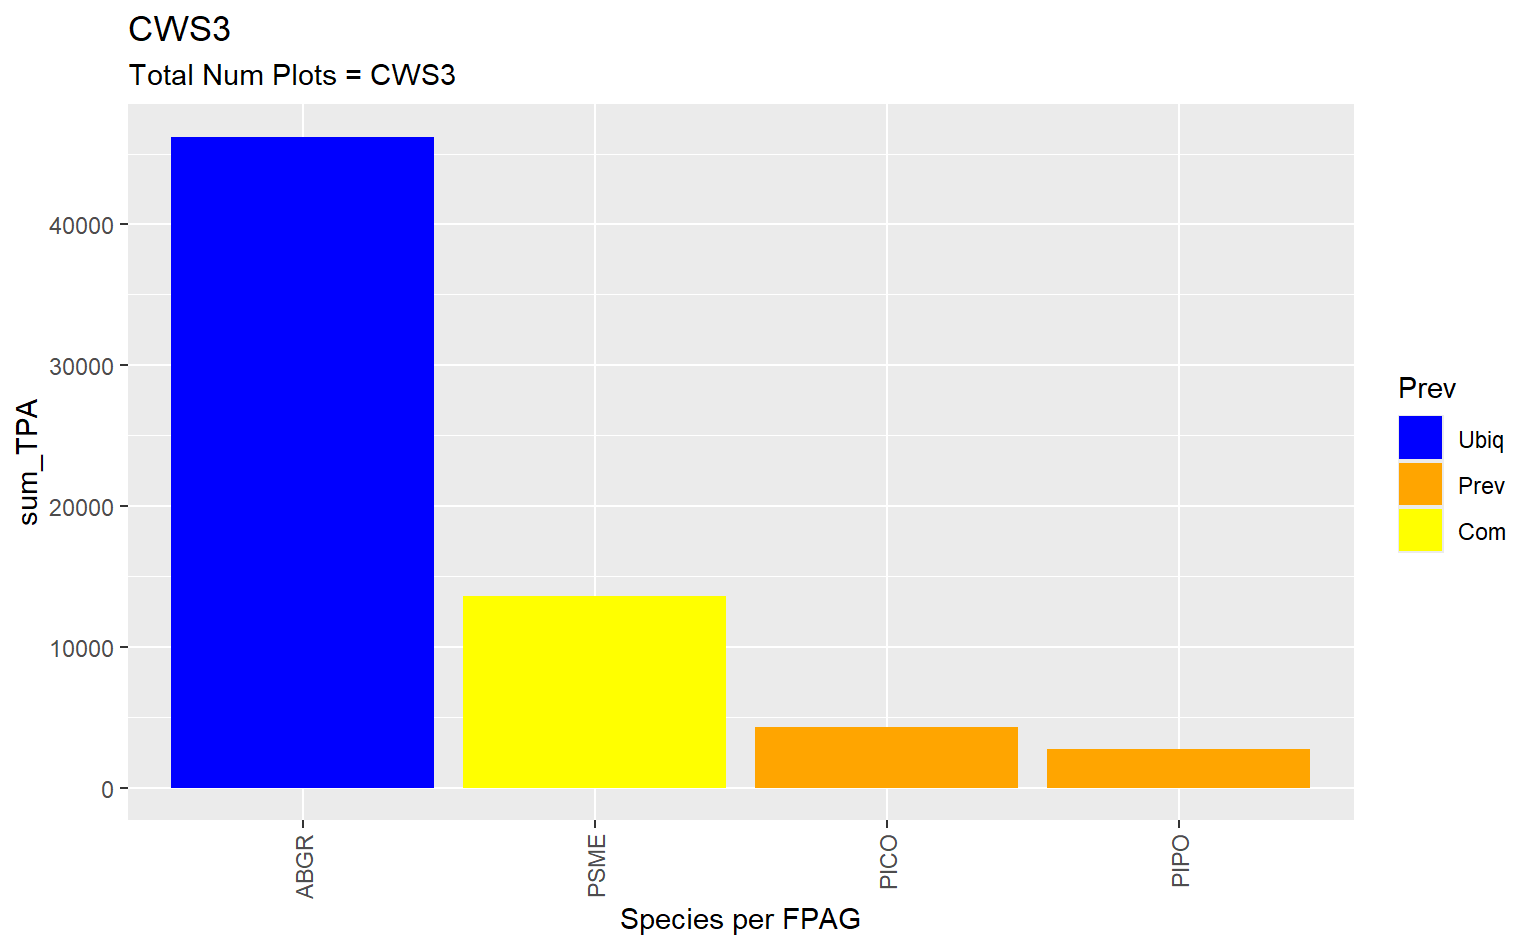 CWS3
Total Num Plots = CWS3
sum_TPA
40000
30000
20000
10000
0
ABGR
PSME
PICO
PIPO
Species per FPAG
Prev
Ubiq
Prev
Com